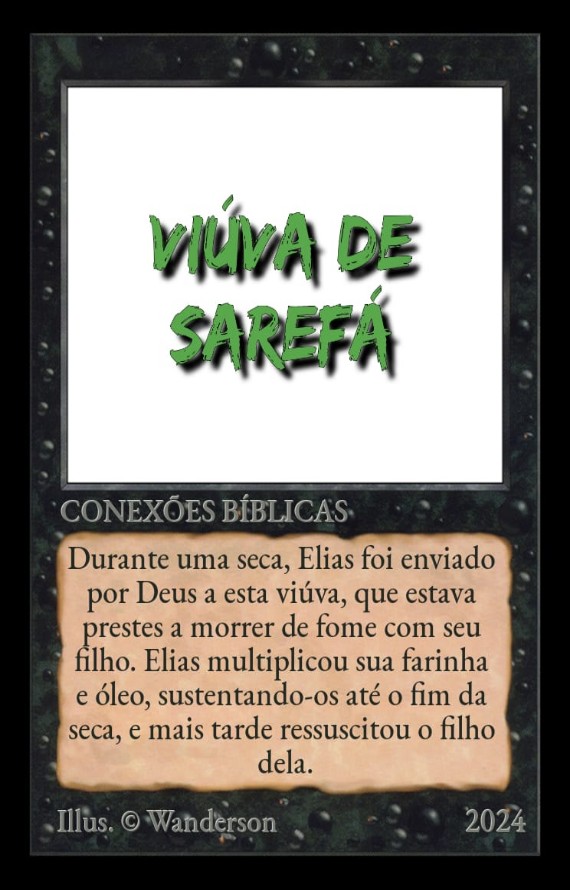 VIÚVA DE
SAREFÁ
CONEXÕES BÍBLICAS
Durante uma seca, Elias foi enviado
por Deus a esta viúva, que estava
prestes a morrer de fome com seu
filho. Elias multiplicou sua farinha
e óleo, sustentando-os até o fim da
seca, e mais tarde ressuscitou o filho
dela.
Illus. © Wanderson
2024